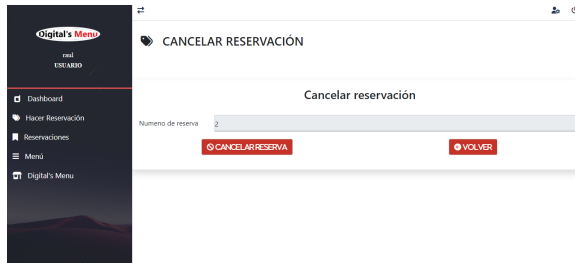 Digital's Menu
raul
USUARIO
Dashboard
Hacer Reservación
Reservaciones
Menú
Digital's Menu
CANCELAR RESERVACIÓN
Cancelar reservación
Numeno de reserva
2
CANCELAR RESERVA
VOLVER